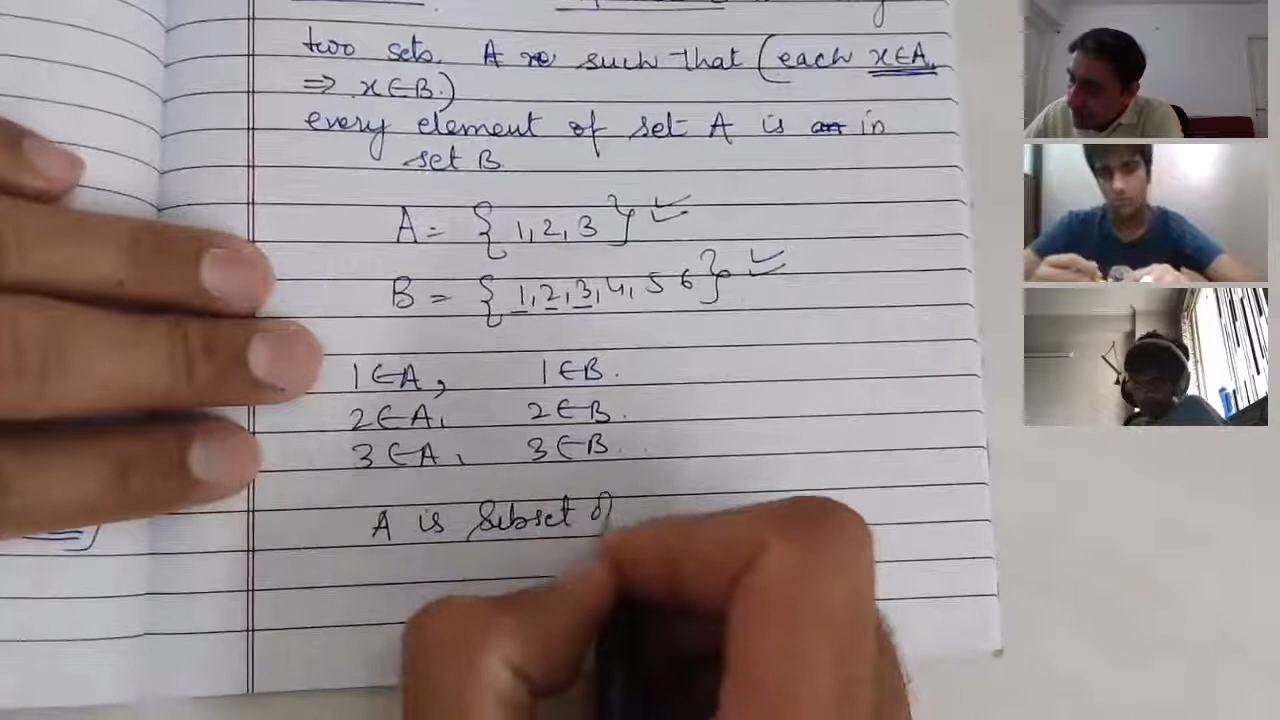 two sets. A such that (each x∈A,
⇒ x∈B.)
every element of set A is in
set B
A = { 1, 2, 3 }
B = { 1, 2, 3, 4, 5 6 }
1∈A, 1∈B.
2∈A, 2∈B.
3∈A, 3∈B.
A is Subset of